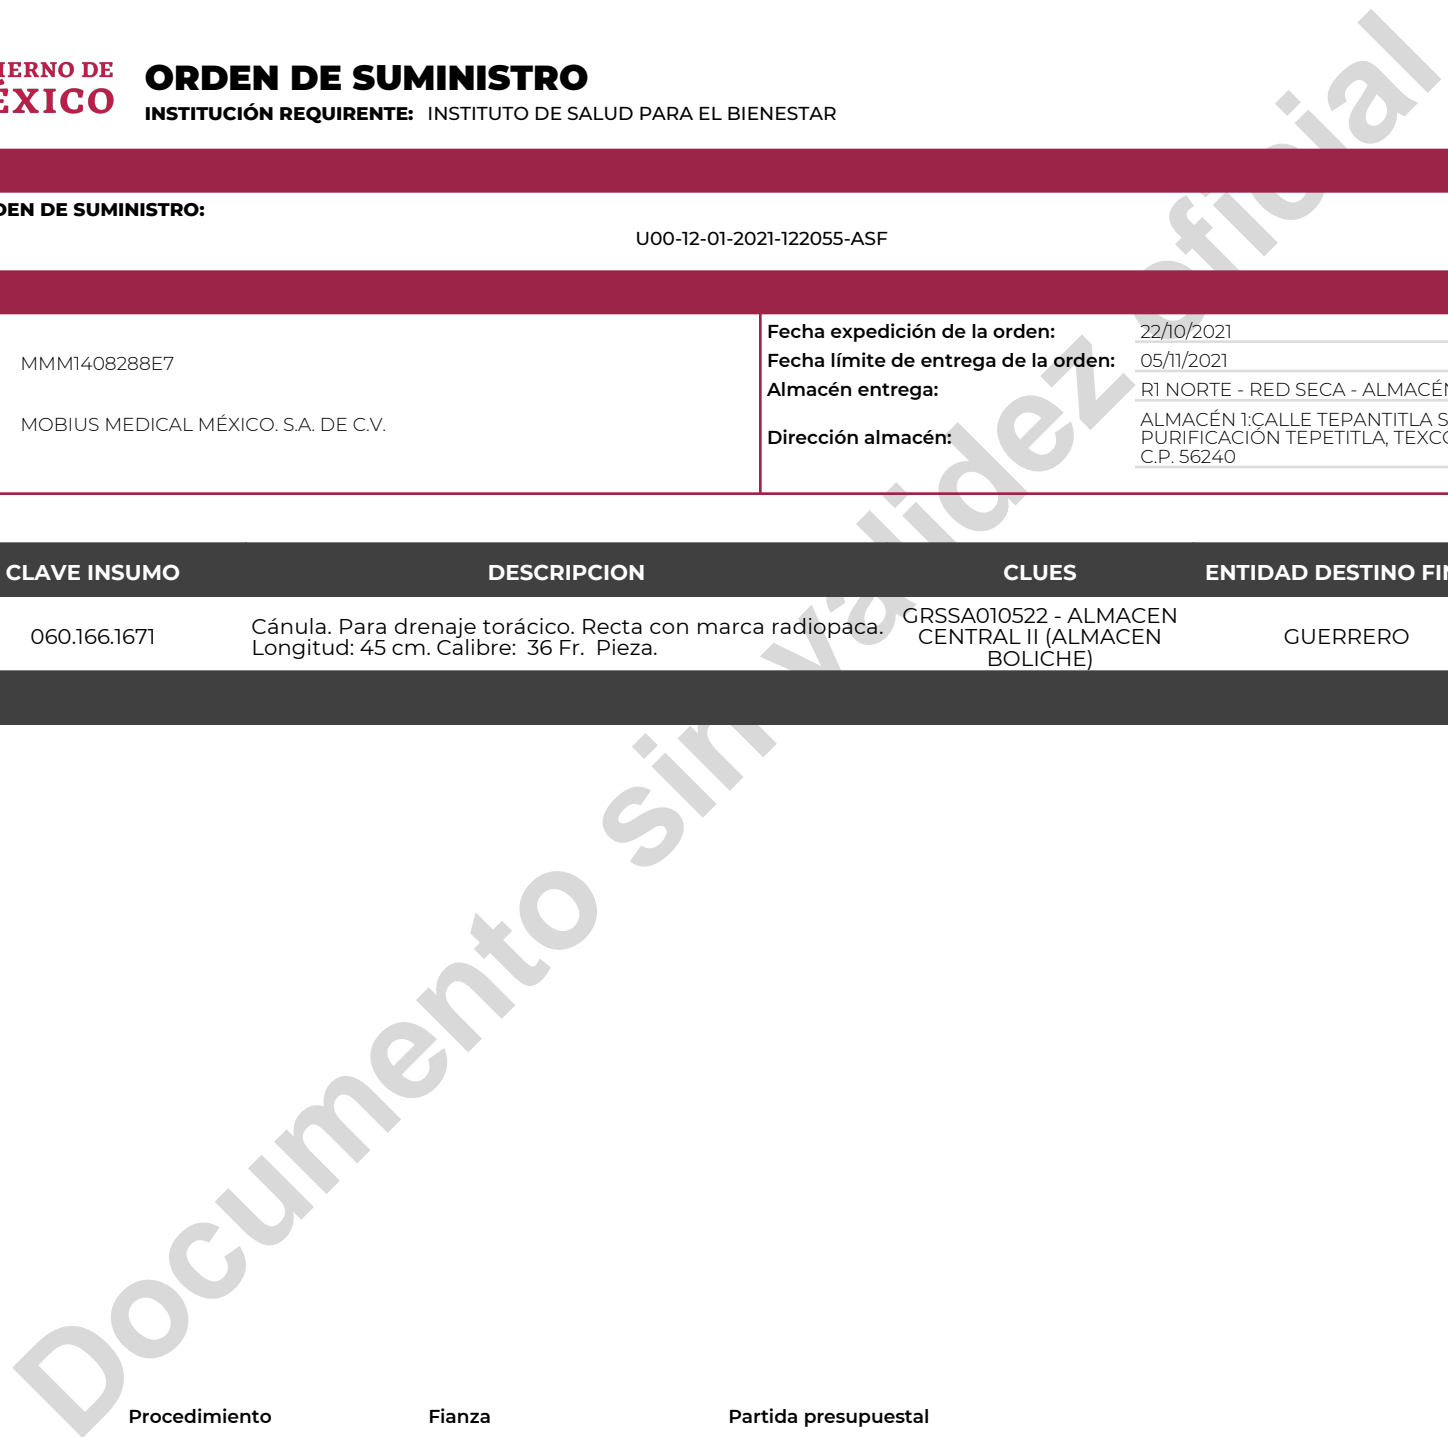 IERNO DE
ÉXICO
ORDEN DE SUMINISTRO
INSTITUCIÓN REQUIRENTE: INSTITUTO DE SALUD PARA EL BIENESTAR
DEN DE SUMINISTRO:
U00-12-01-2021-122055-ASF
MMM1408288E7
MOBIUS MEDICAL MÉXICO. S.A. DE C.V.
Fecha expedición de la orden: 22/10/2021
Fecha límite de entrega de la orden: 05/11/2021
Almacén entrega: R1 NORTE - RED SECA - ALMACÉN
Dirección almacén: ALMACÉN 1:CALLE TEPANTITLA S
PURIFICACIÓN TEPETITLA, TEXCO
C.P. 56240
CLAVE INSUMO DESCRIPCION CLUES ENTIDAD DESTINO FIN
060.166.1671
Cánula. Para drenaje torácico. Recta con marca radiopaca.
Longitud: 45 cm. Calibre: 36 Fr. Pieza.
GRSSA010522 - ALMACEN
CENTRAL II (ALMACEN
BOLICHE)
GUERRERO
Documento sin validez oficial
Procedimiento Fianza Partida presupuestal